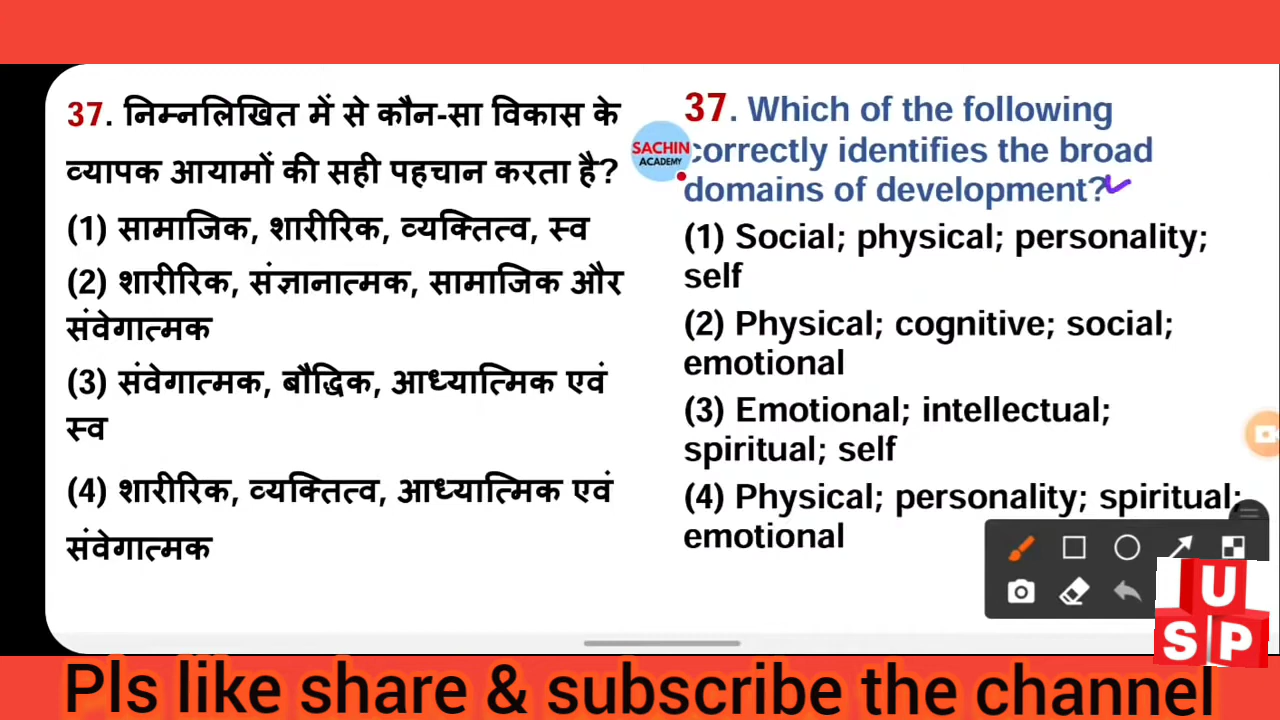 37. निम्नलिखित में से कौन-सा विकास के
व्यापक आयामों की सही पहचान करता है?
(1) सामाजिक, शारीरिक, व्यक्तित्व, स्व
(2) शारीरिक, संज्ञानात्मक, सामाजिक और
संवेगात्मक
(3) संवेगात्मक, बौद्धिक, आध्यात्मिक एवं
स्व
(4) शारीरिक, व्यक्तित्व, आध्यात्मिक एवं
संवेगात्मक
SACHIN
ACADEMY
37. Which of the following
correctly identifies the broad
domains of development?
(1) Social; physical; personality;
self
(2) Physical; cognitive; social;
emotional
(3) Emotional; intellectual;
spiritual; self
(4) Physical; personality; spiritual;
emotional
U
S P
Pls like share & subscribe the channel